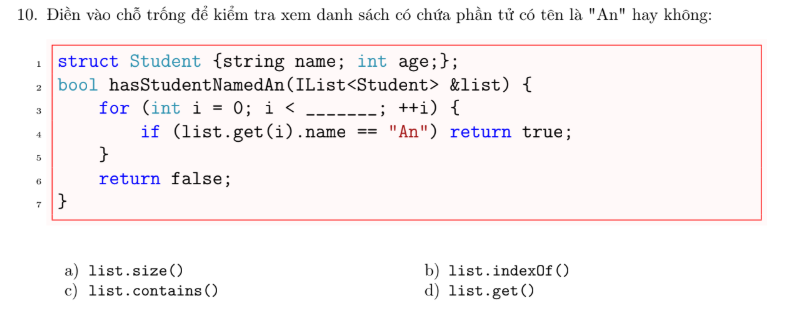 10. Điền vào chỗ trống để kiểm tra xem danh sách có chứa phần tử có tên là "An" hay không:
1 struct Student {string name; int age;};
2 bool hasStudentNamedAn(IList<Student> &list) {
3 for (int i = 0; i < _______; ++i) {
4 if (list.get(i).name == "An") return true;
5 }
6 return false;
7 }
a) list.size() b) list.indexOf()
c) list.contains() d) list.get()